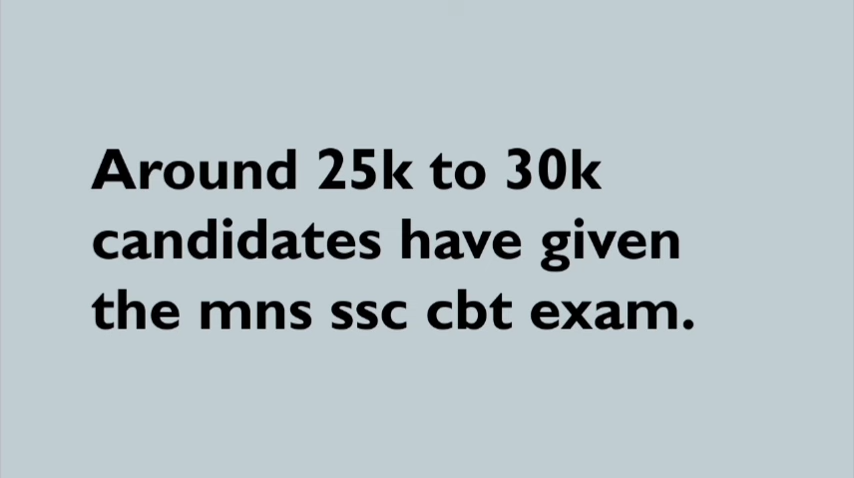 Around 25k to 30k
candidates have given
the mns ssc cbt exam.